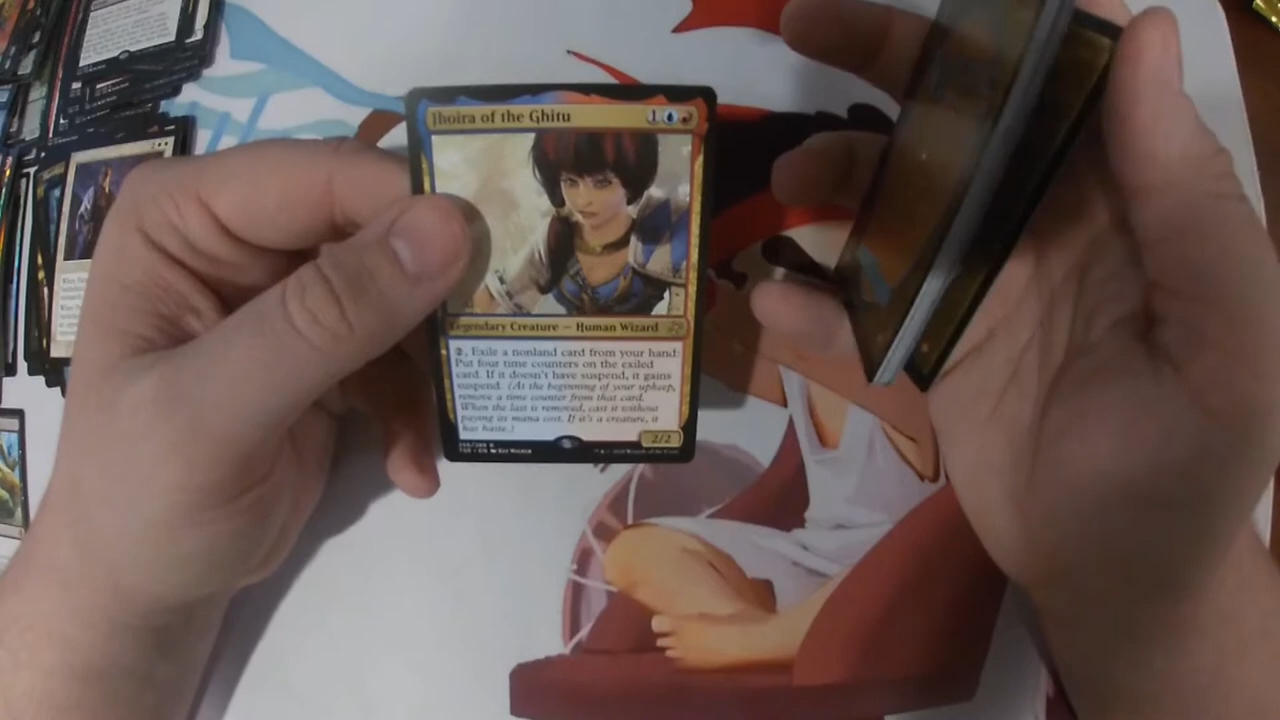 Jhoira of the Ghitu 1
Legendary Creature — Human Wizard
2, Exile a nonland card from your hand:
Put four time counters on the exiled
card. If it doesn't have suspend, it gains
suspend. (At the beginning of your upkeep,
remove a time counter from that card.
When the last is removed, cast it without
paying its mana cost. If it's a creature, it
has haste.)
2/2